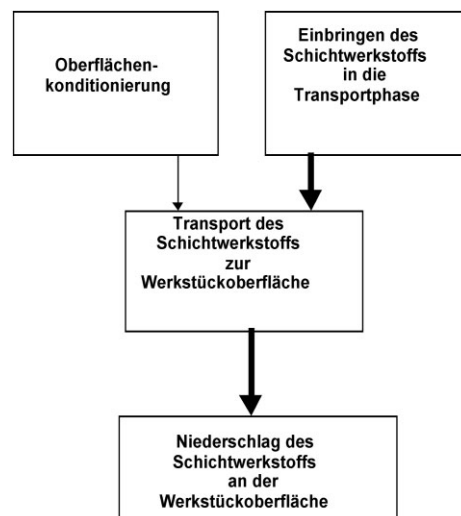 Oberflächen-
konditionierung
Einbringen des
Schichtwerkstoffs
in die
Transportphase
Transport des
Schichtwerkstoffs
zur
Werkstückoberfläche
Niederschlag des
Schichtwerkstoffs
an der
Werkstückoberfläche